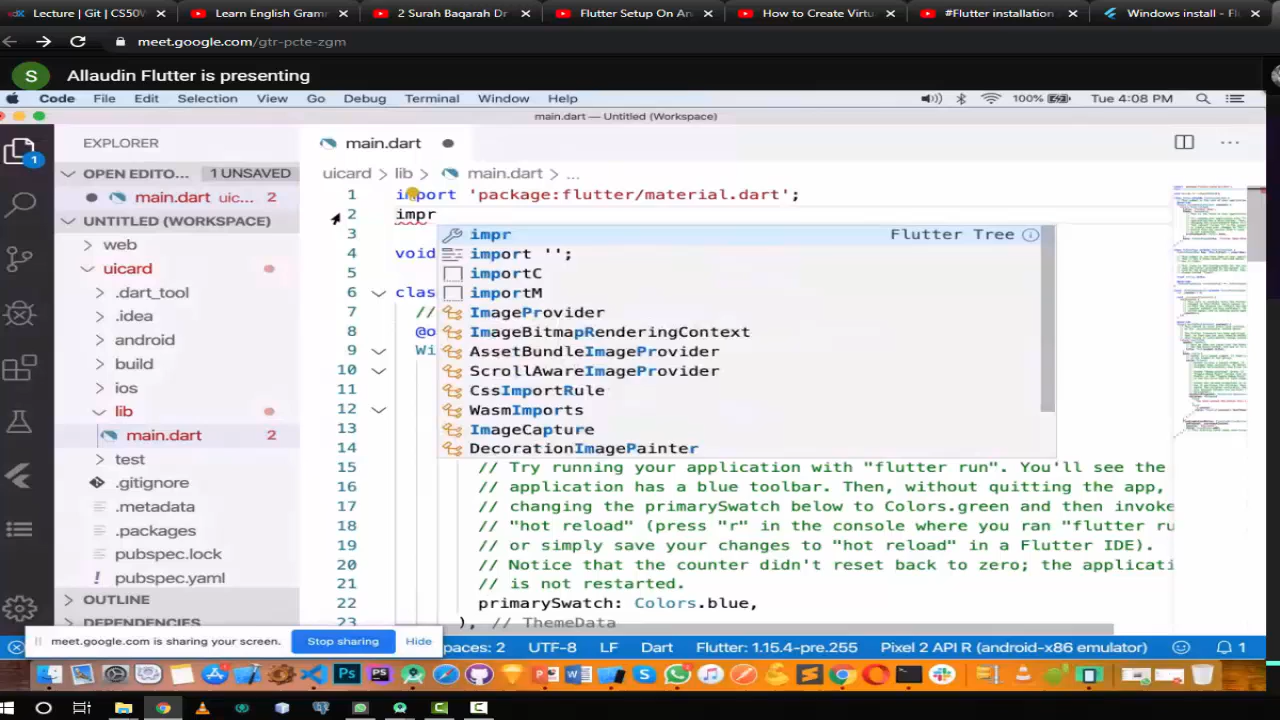 Lecture | Git | CS50W
Learn English Gram
2 Surah Baqarah Dr
Flutter Setup On An
How to Create Virtu
#Flutter installation
Windows install - Fl
meet.google.com/gtr-pcte-zgm
S
Allaudin Flutter is presenting
Code File Edit Selection View Go Debug Terminal Window Help
100%
Tue 4:08 PM
main.dart — Untitled (Workspace)
EXPLORER
main.dart
OPEN EDITO... 1 UNSAVED
main.dart uic... 2
UNTITLED (WORKSPACE)
web
uicard
.dart_tool
.idea
android
build
ios
lib
main.dart 2
test
.gitignore
.metadata
.packages
pubspec.lock
pubspec.yaml
OUTLINE
DEPENDENCIES
1
uicard > lib > main.dart > ...
1 import 'package:flutter/material.dart';
2 impr
3
4 void
5
6 clas
7 //
8 @o
9 Wi
10
11
12
13
14
impr Flutter Tree
import '';
importC
importM
ImageProvider
ImageBitmapRenderingContext
AssetBundleImageProvider
ScrollAwareImageProvider
CssImportRule
WasmImports
ImageCapture
DecorationImagePainter
15 // Try running your application with "flutter run". You'll see the
16 // application has a blue toolbar. Then, without quitting the app,
17 // changing the primarySwatch below to Colors.green and then invoke
18 // "hot reload" (press "r" in the console where you ran "flutter ru
19 // or simply save your changes to "hot reload" in a Flutter IDE).
20 // Notice that the counter didn't reset back to zero; the applicati
21 // is not restarted.
22 primarySwatch: Colors.blue,
23 ), // ThemeData
meet.google.com is sharing your screen. Stop sharing Hide
paces: 2 UTF-8 LF Dart Flutter: 1.15.4-pre.255 Pixel 2 API R (android-x86 emulator) 1
Ps
PS